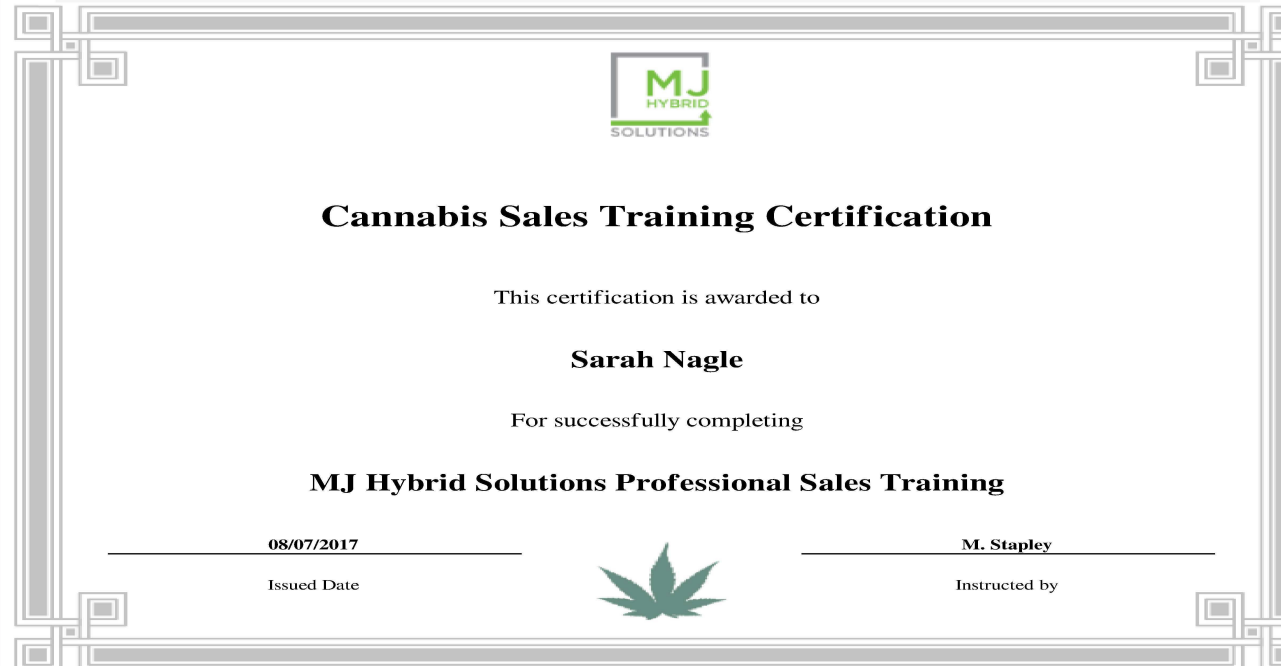 MJ
HYBRID
SOLUTIONS
Cannabis Sales Training Certification
This certification is awarded to
Sarah Nagle
For successfully completing
MJ Hybrid Solutions Professional Sales Training
08/07/2017
Issued Date
M. Stapley
Instructed by